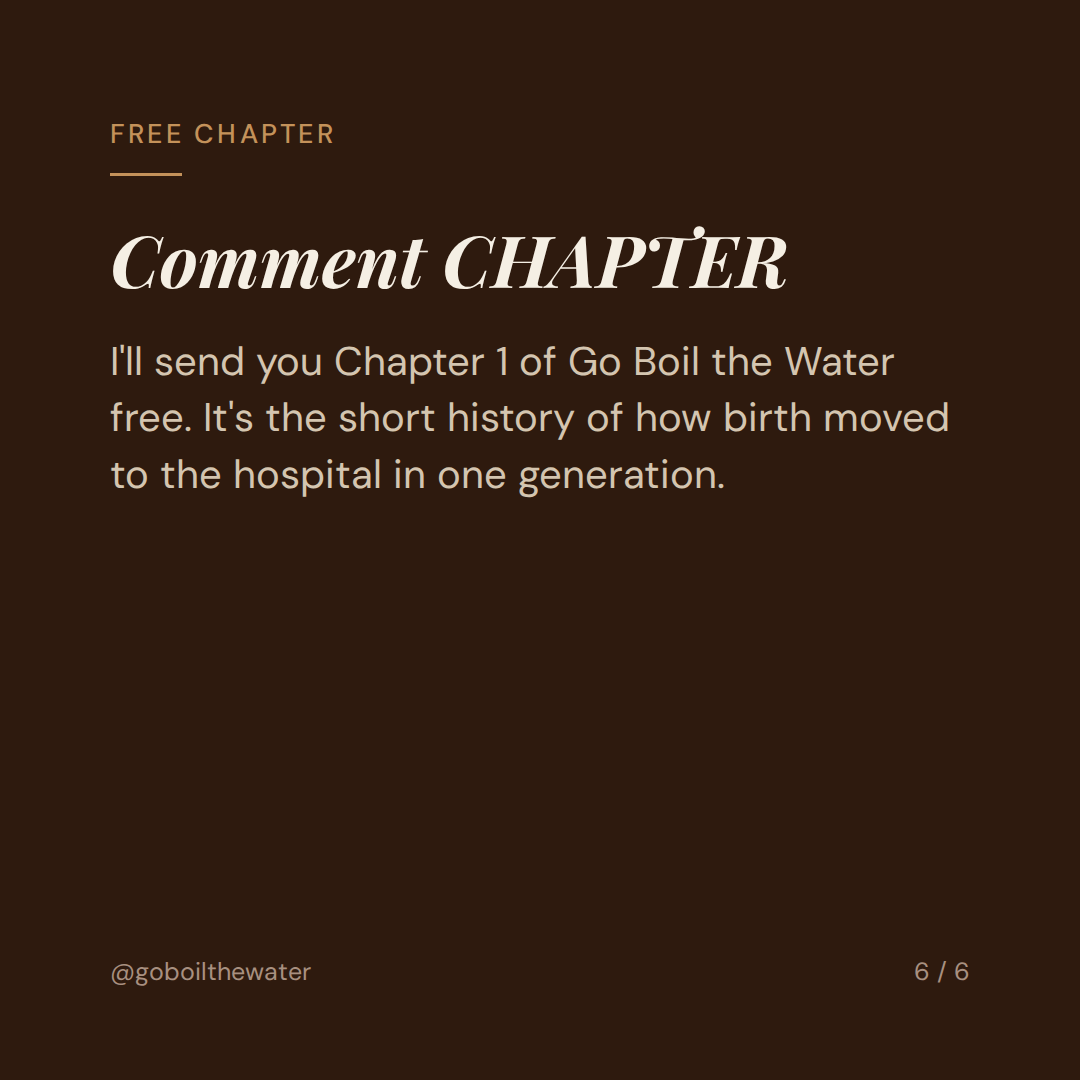 FREE CHAPTER
Comment CHAPTER
I'll send you Chapter 1 of Go Boil the Water
free. It's the short history of how birth moved
to the hospital in one generation.
@goboilthewater
6 / 6